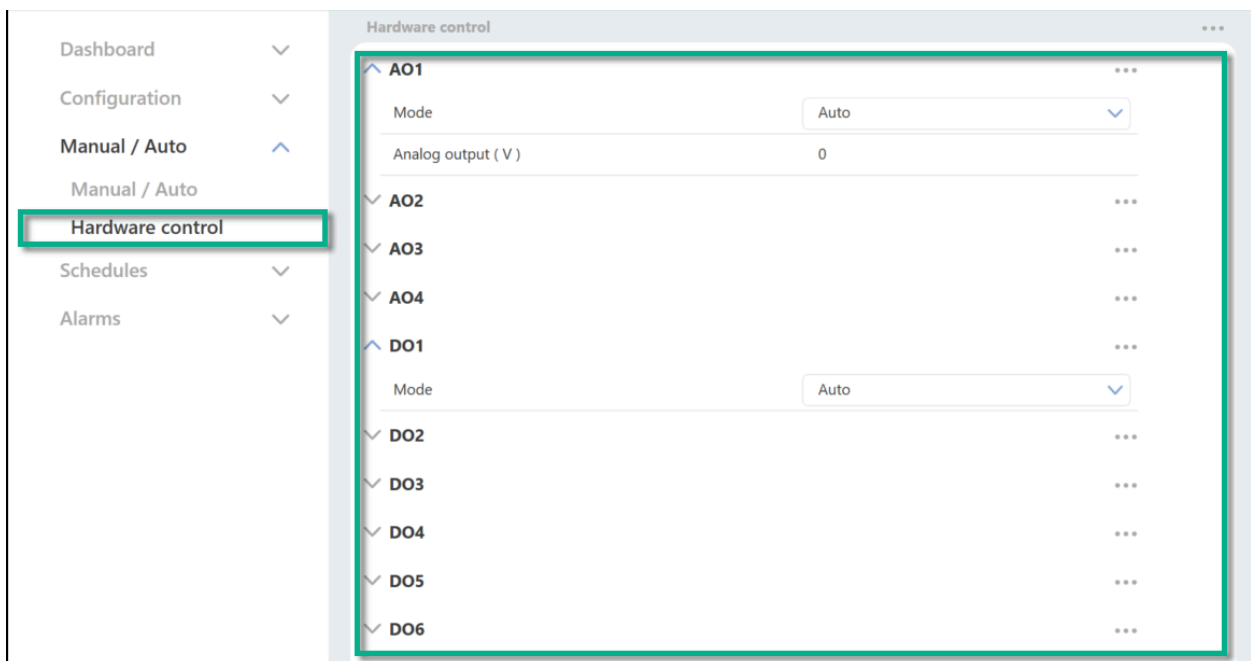 Dashboard
Configuration
Manual / Auto
Manual / Auto
Hardware control
Schedules
Alarms
Hardware control
AO1
Mode Auto
Analog output ( V ) 0
AO2
AO3
AO4
DO1
Mode Auto
DO2
DO3
DO4
DO5
DO6